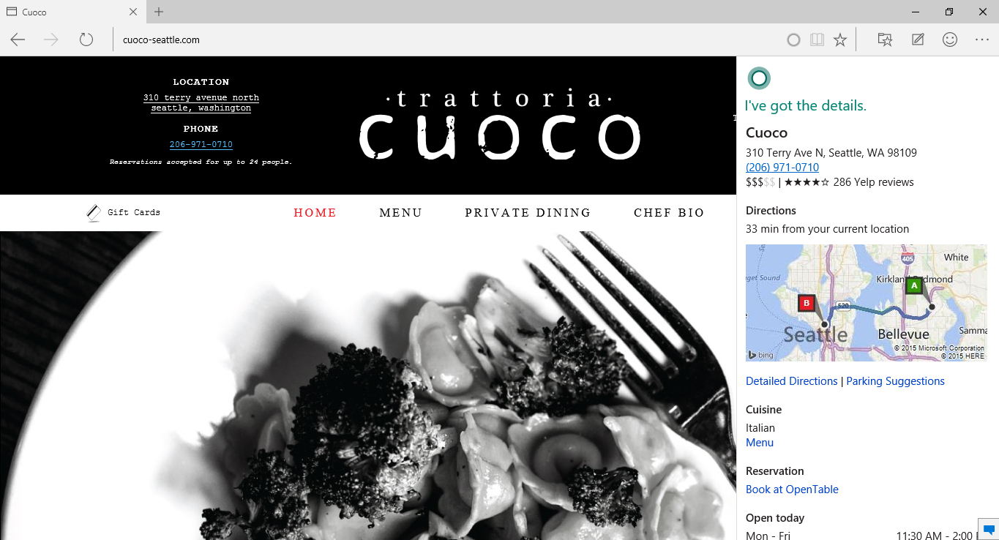 Cuoco
cuoco-seattle.com
LOCATION
310 terry avenue north
seattle, washington
PHONE
206-971-0710
Reservations accepted for up to 24 people.
·trattoria·
cuoco
Gift Cards
HOME
MENU
PRIVATE DINING
CHEF BIO
I've got the details.
Cuoco
310 Terry Ave N, Seattle, WA 98109
(206) 971-0710
$$$$$ | ★★★★☆ 286 Yelp reviews
Directions
33 min from your current location
405
White
Kirkland
Redmond
A
B
520
Seattle
Bellevue
© 2015 Microsoft Corporation
© 2015 HERE
bing
Detailed Directions | Parking Suggestions
Cuisine
Italian
Menu
Reservation
Book at OpenTable
Open today
Mon - Fri 11:30 AM - 2:00